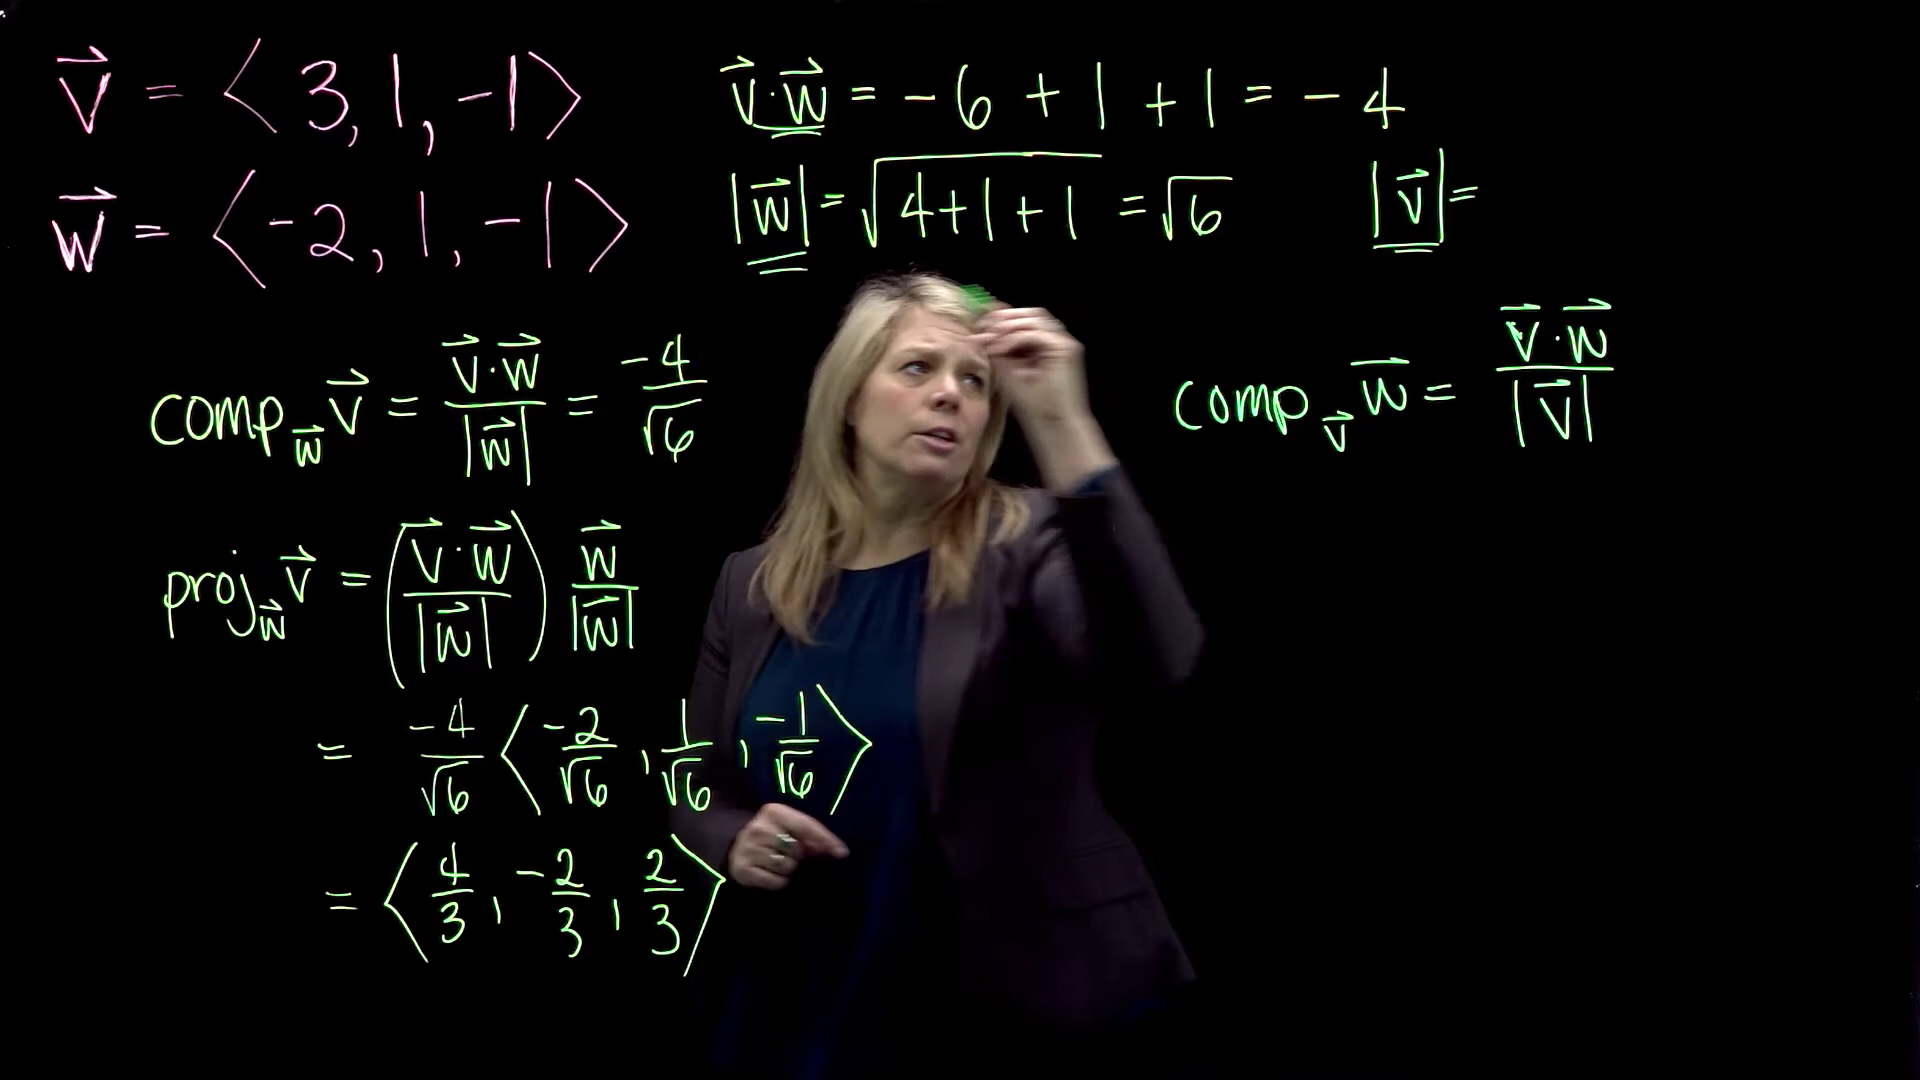 v⃗ = ⟨3, 1, -1⟩
w⃗ = ⟨-2, 1, -1⟩
v⃗·w⃗ = -6 + 1 + 1 = -4
|w⃗| = √(4+1+1) = √6
|v⃗| =
comp_w⃗ v⃗ = (v⃗·w⃗)/|w⃗| = -4/√6
proj_w⃗ v⃗ = ((v⃗·w⃗)/|w⃗|) w⃗/|w⃗|
= -4/√6 ⟨-2/√6, 1/√6, -1/√6⟩
= ⟨4/3, -2/3, 2/3⟩
comp_v⃗ w⃗ = (v⃗·w⃗)/|v⃗|